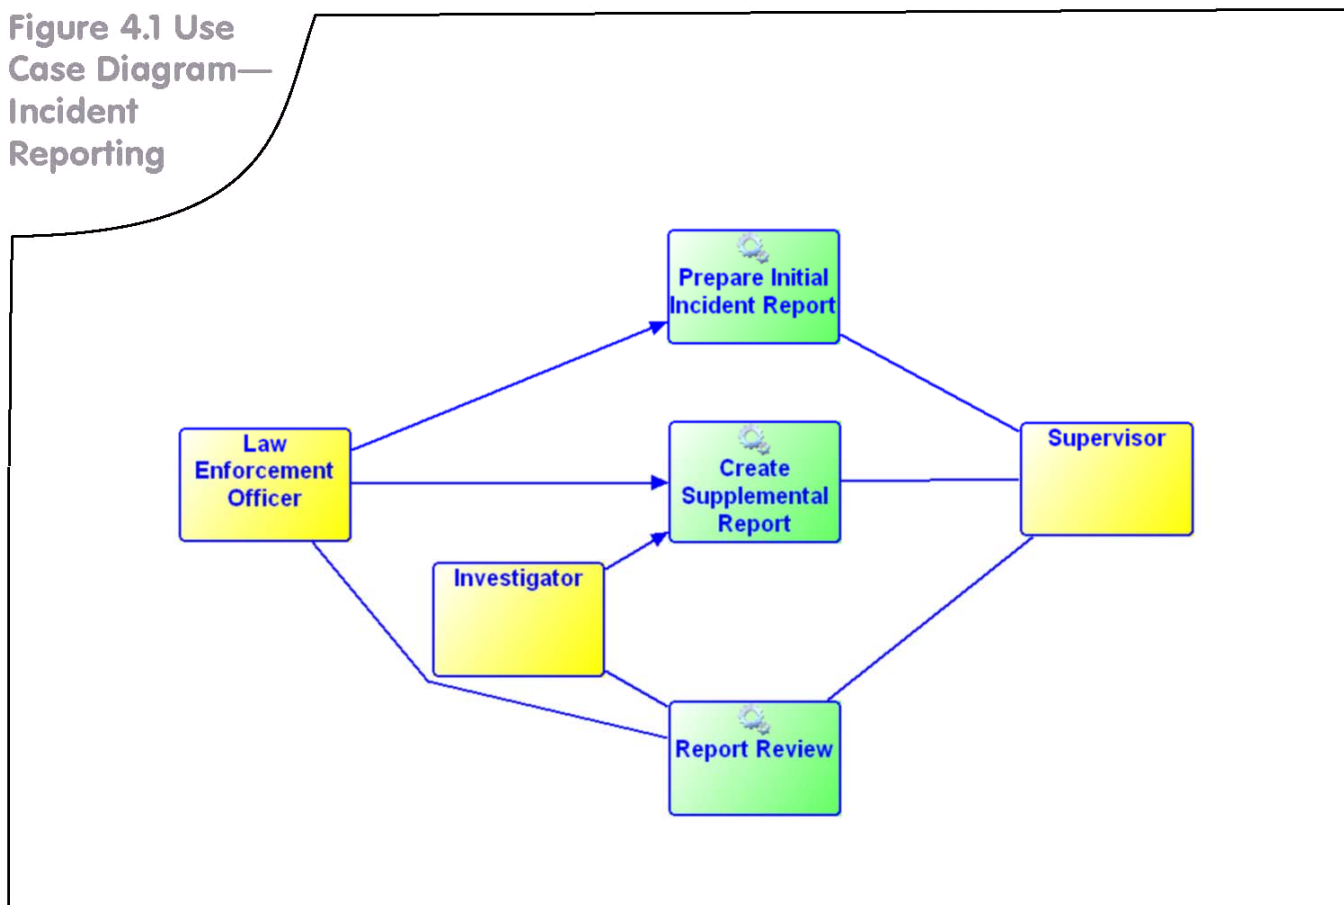 Figure 4.1 Use
Case Diagram—
Incident
Reporting
Prepare Initial
Incident Report
Law
Enforcement
Officer
Create
Supplemental
Report
Supervisor
Investigator
Report Review